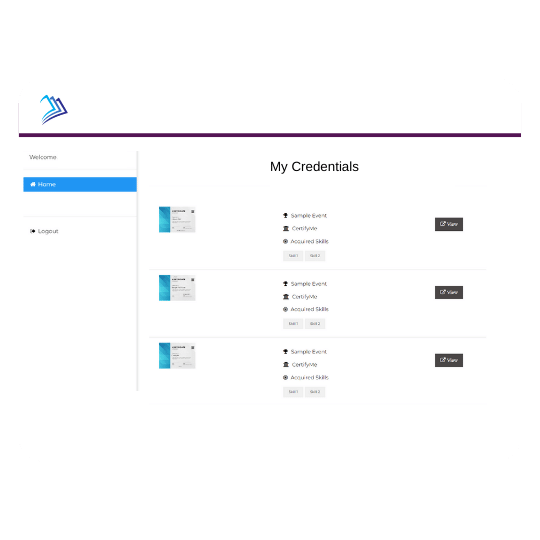 Welcome
Home
Logout
My Credentials
Sample Event
CertifyMe
Acquired Skills
Skill 1 Skill 2
View
Sample Event
CertifyMe
Acquired Skills
Skill 1 Skill 2
View
Sample Event
CertifyMe
Acquired Skills
Skill 1 Skill 2
View